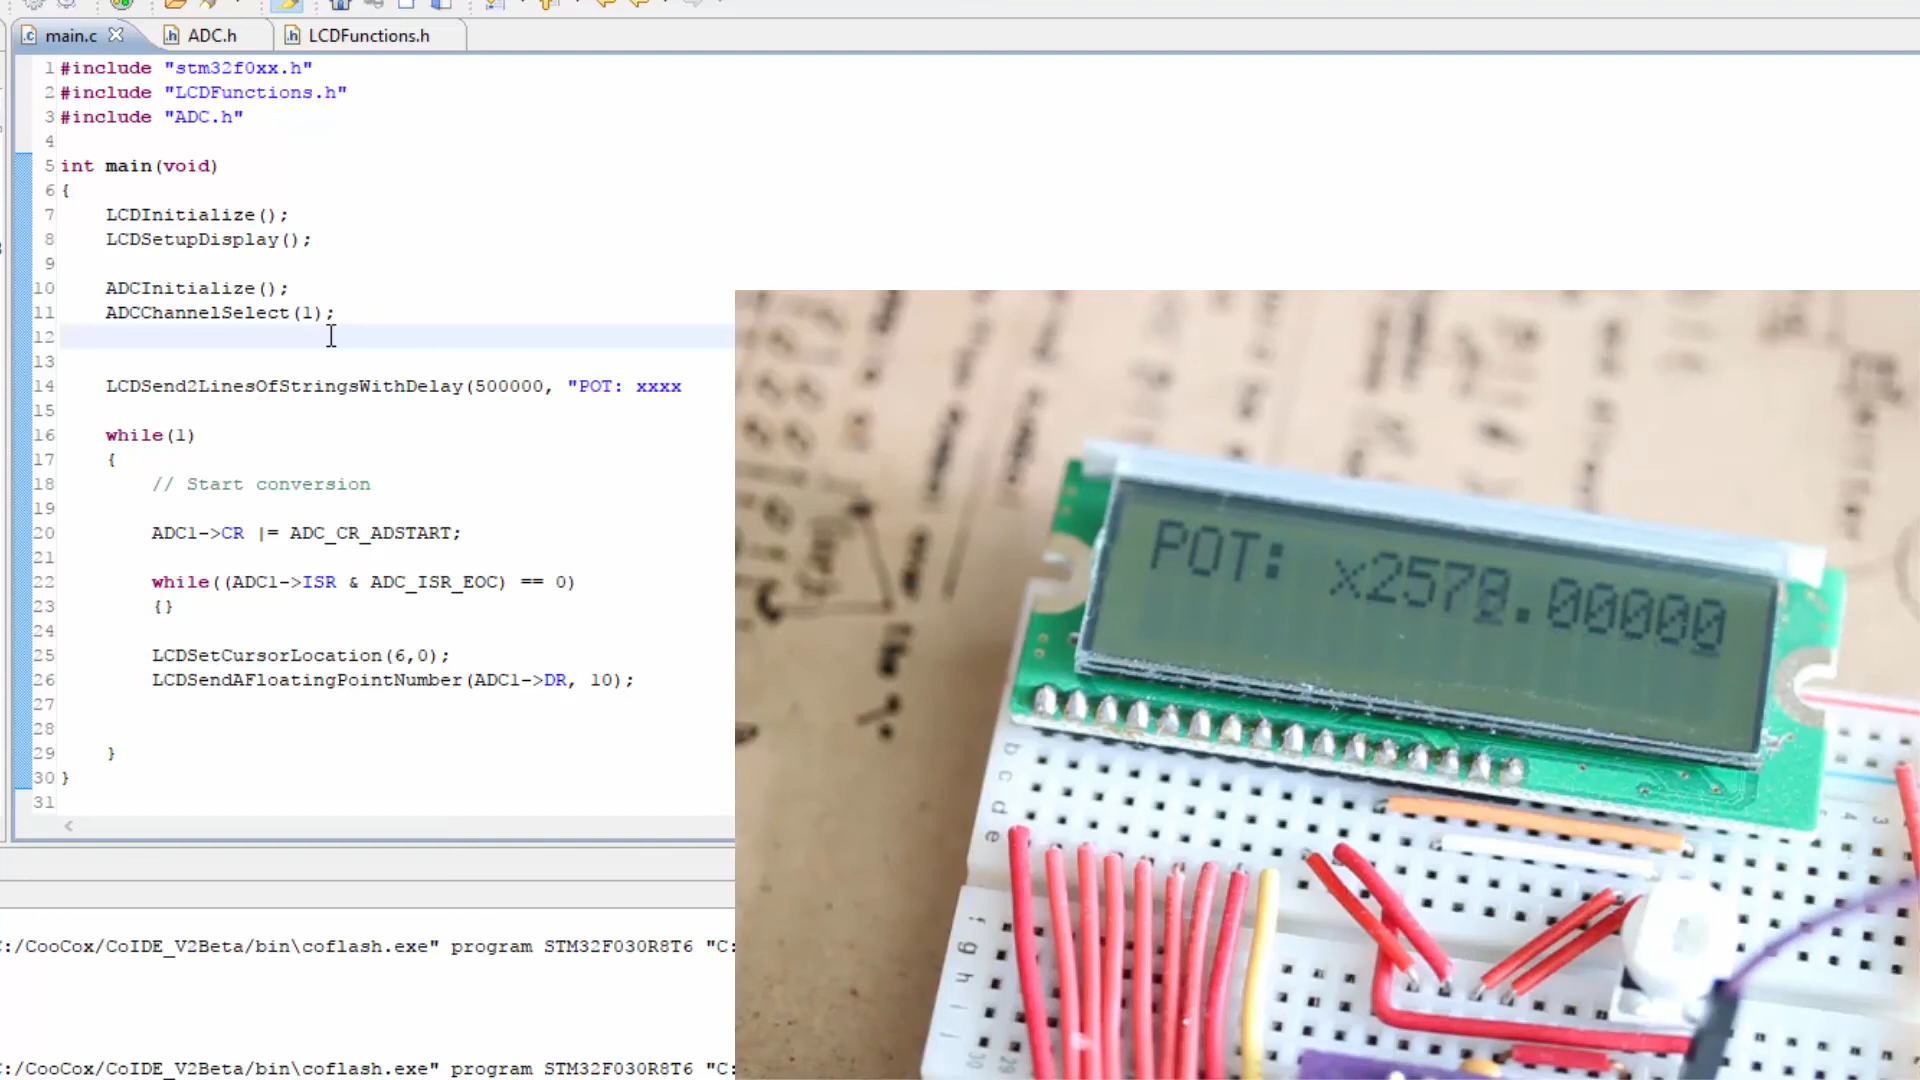 main.c ADC.h LCDFunctions.h
1 #include "stm32f0xx.h"
2 #include "LCDFunctions.h"
3 #include "ADC.h"
4
5 int main(void)
6 {
7 LCDInitialize();
8 LCDSetupDisplay();
9
10 ADCInitialize();
11 ADCChannelSelect(1);
12
13
14 LCDSend2LinesOfStringsWithDelay(500000, "POT: xxxx
15
16 while(1)
17 {
18 // Start conversion
19
20 ADC1->CR |= ADC_CR_ADSTART;
21
22 while((ADC1->ISR & ADC_ISR_EOC) == 0)
23 {}
24
25 LCDSetCursorLocation(6,0);
26 LCDSendAFloatingPointNumber(ADC1->DR, 10);
27
28
29 }
30 }
31
:/CooCox/CoIDE_V2Beta/bin\coflash.exe" program STM32F030R8T6 "C:
:/CooCox/CoIDE_V2Beta/bin\coflash.exe" program STM32F030R8T6 "C:
b
c
d
e
f
g
h